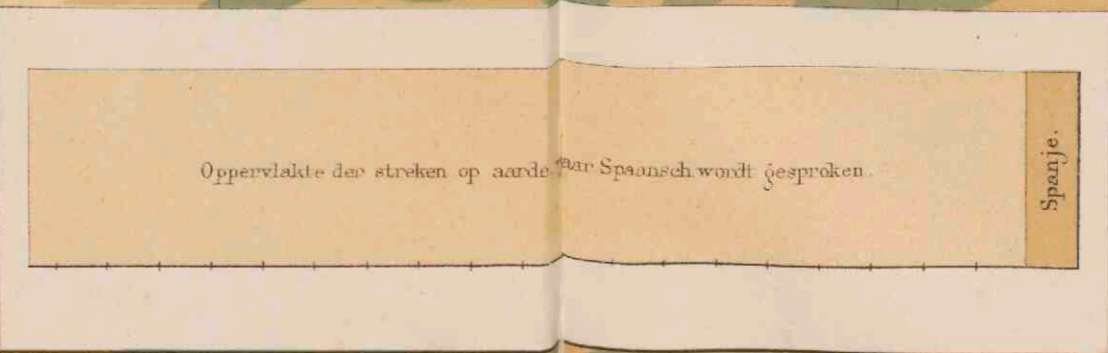 Oppervlakte der streken op aarde waar Spaansch wordt gesproken.
Spanje.